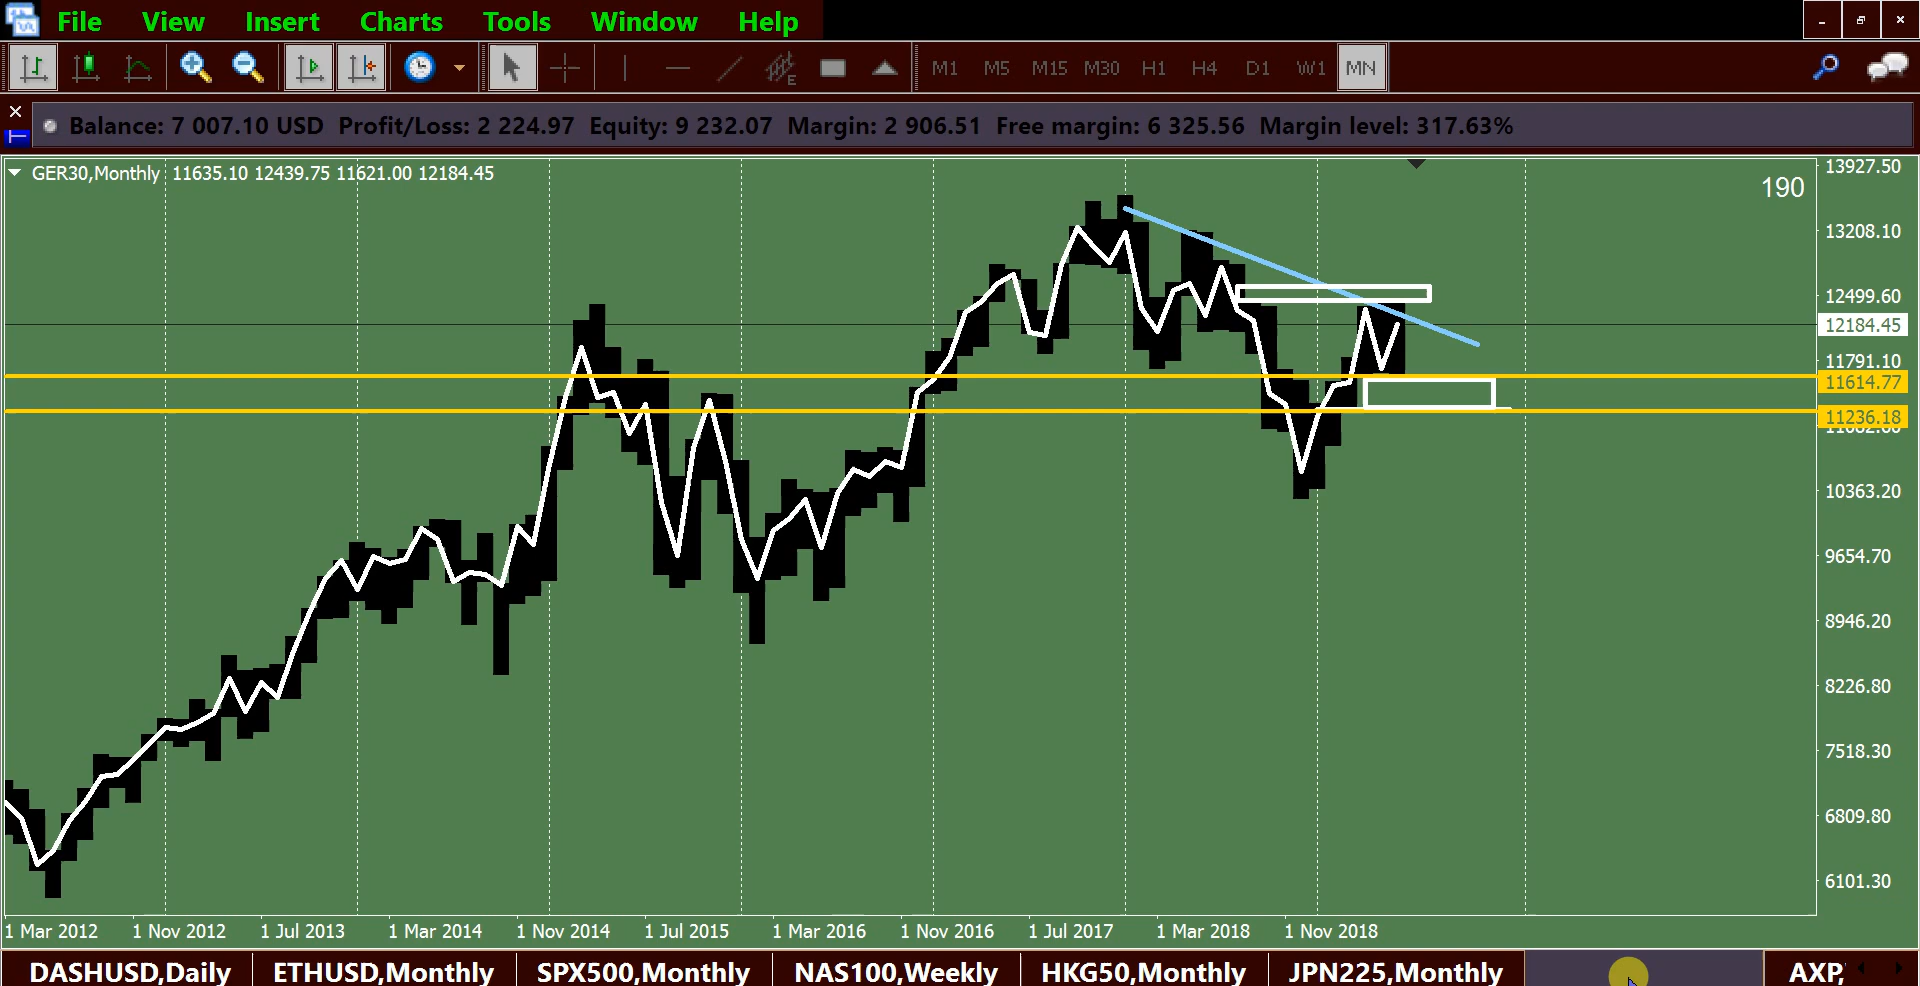 File View Insert Charts Tools Window Help
M1 M5 M15 M30 H1 H4 D1 W1 MN
Balance: 7 007.10 USD Profit/Loss: 2 224.97 Equity: 9 232.07 Margin: 2 906.51 Free margin: 6 325.56 Margin level: 317.63%
GER30,Monthly 11635.10 12439.75 11621.00 12184.45
190
13927.50
13208.10
12499.60
12184.45
11791.10
11614.77
11236.18
10363.20
9654.70
8946.20
8226.80
7518.30
6809.80
6101.30
1 Mar 2012 1 Nov 2012 1 Jul 2013 1 Mar 2014 1 Nov 2014 1 Jul 2015 1 Mar 2016 1 Nov 2016 1 Jul 2017 1 Mar 2018 1 Nov 2018
DASHUSD,Daily ETHUSD,Monthly SPX500,Monthly NAS100,Weekly HKG50,Monthly JPN225,Monthly AXP,